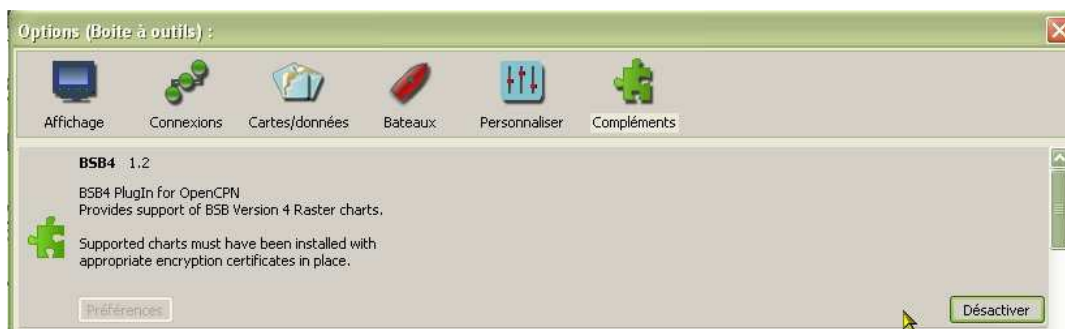 Options (Boite à outils) :
Affichage Connexions Cartes/données Bateaux Personnaliser Compléments
BSB4 1.2
BSB4 PlugIn for OpenCPN
Provides support of BSB Version 4 Raster charts.
Supported charts must have been installed with
appropriate encryption certificates in place.
Préférences Désactiver